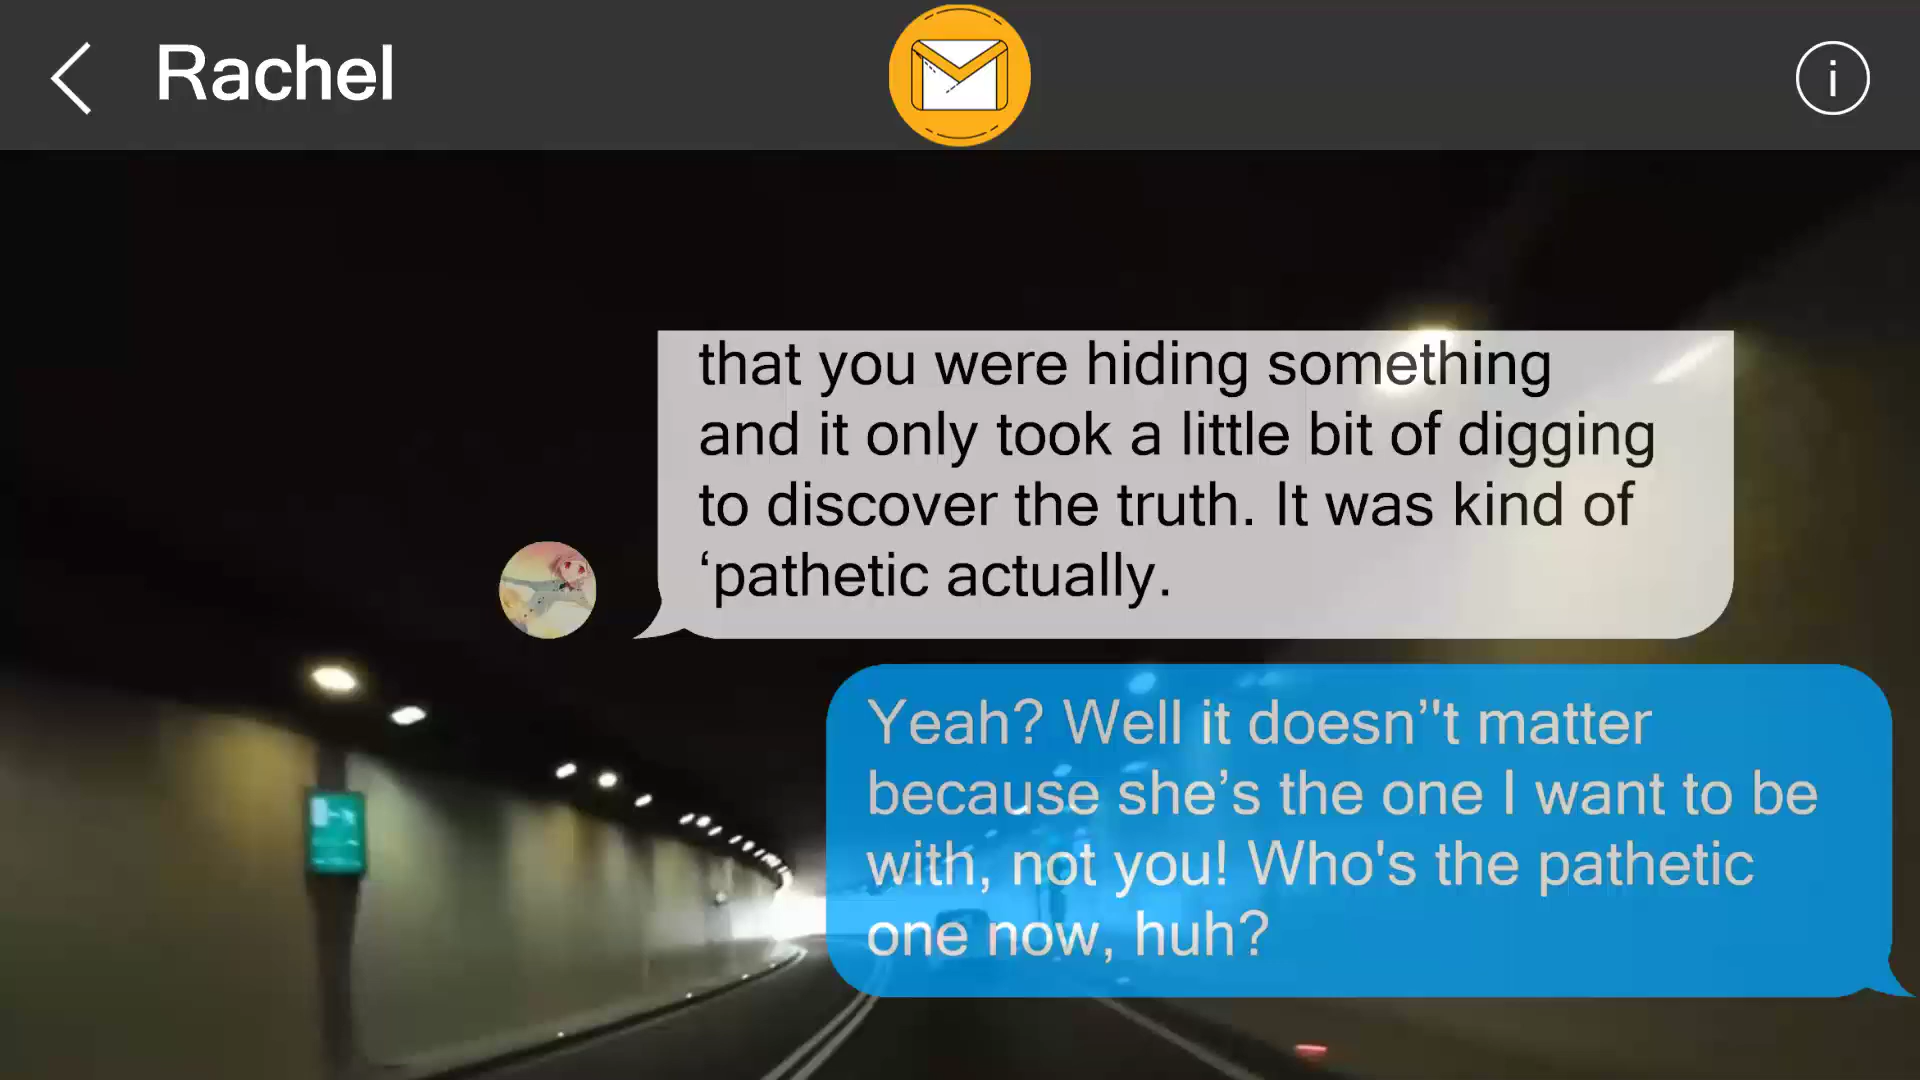 Rachel
i
that you were hiding something
and it only took a little bit of digging
to discover the truth. It was kind of
‘pathetic actually.
Yeah? Well it doesn”'t matter
because she’s the one I want to be
with, not you! Who's the pathetic
one now, huh?